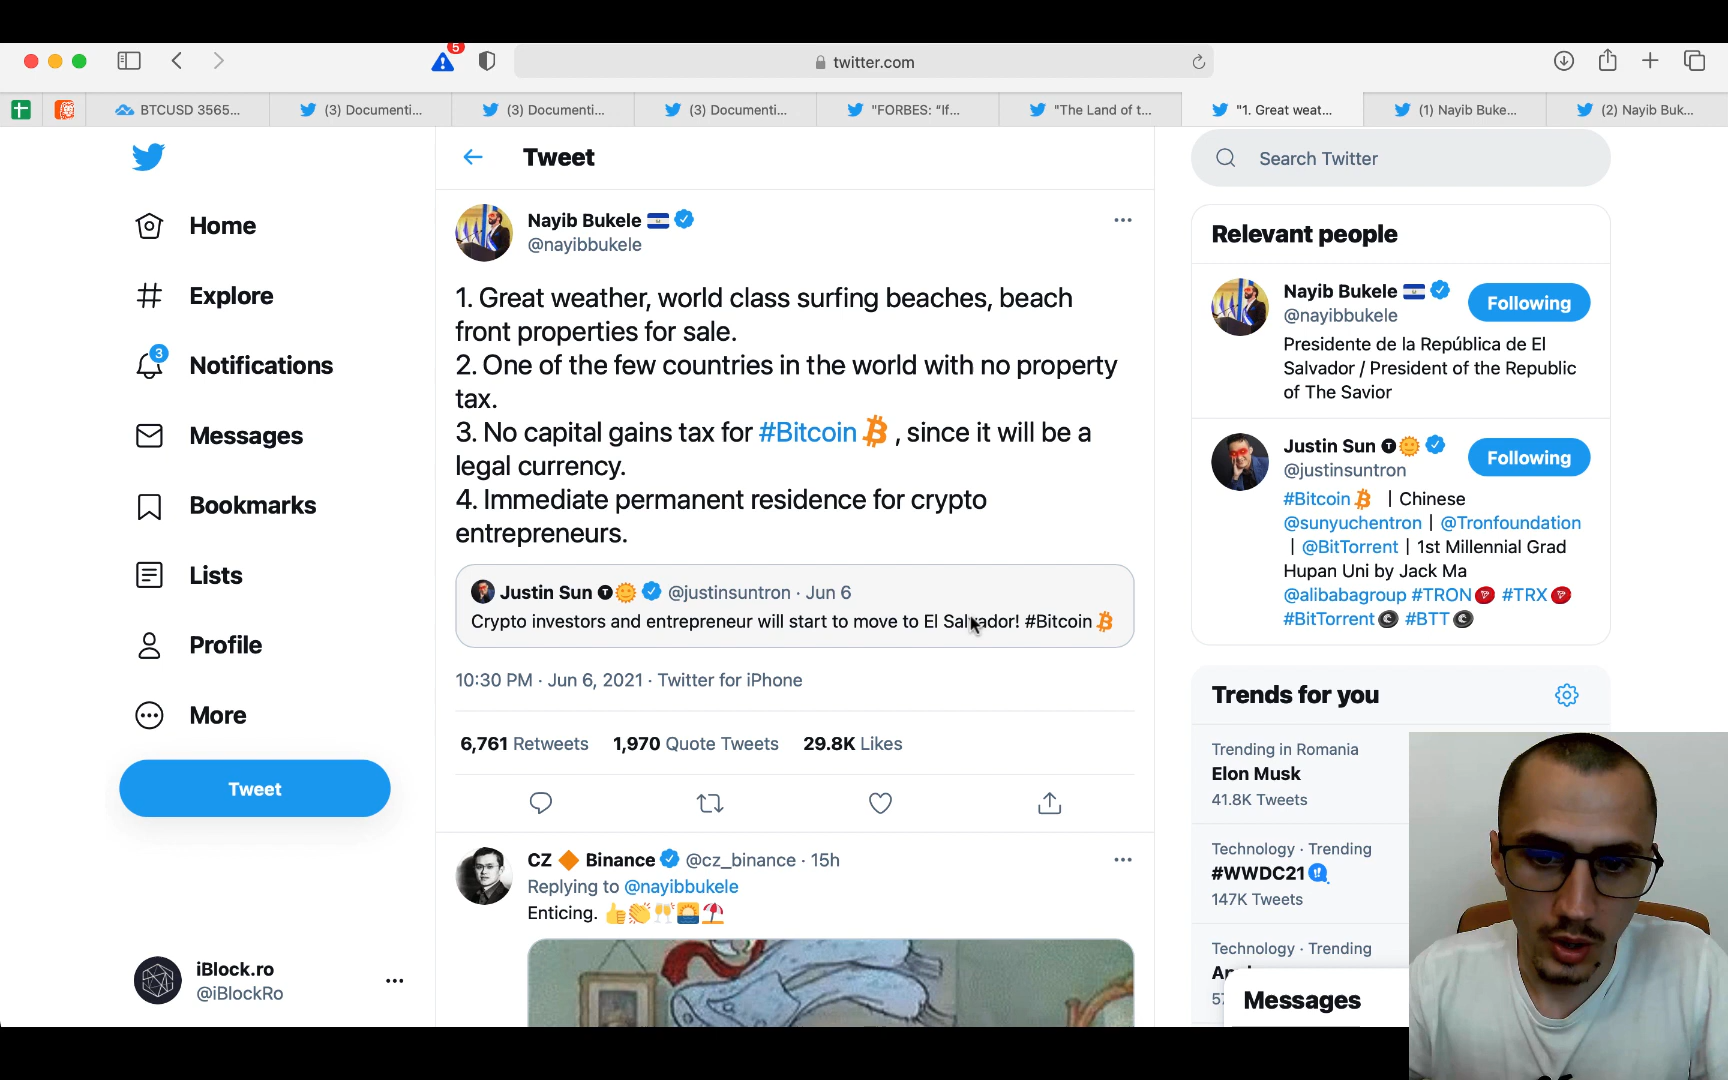 5
twitter.com
BTCUSD 3565...
(3) Documenti...
(3) Documenti...
(3) Documenti...
"FORBES: “If...
"The Land of t...
"1. Great weat...
(1) Nayib Buke...
(2) Nayib Buk...
Home
Explore
3
Notifications
Messages
Bookmarks
Lists
Profile
More
Tweet
iBlock.ro
@iBlockRo
Tweet
Nayib Bukele
@nayibbukele
1. Great weather, world class surfing beaches, beach
front properties for sale.
2. One of the few countries in the world with no property
tax.
3. No capital gains tax for #Bitcoin , since it will be a
legal currency.
4. Immediate permanent residence for crypto
entrepreneurs.
Justin Sun @justinsuntron · Jun 6
Crypto investors and entrepreneur will start to move to El Salvador! #Bitcoin
10:30 PM · Jun 6, 2021 · Twitter for iPhone
6,761 Retweets 1,970 Quote Tweets 29.8K Likes
CZ Binance @cz_binance · 15h
Replying to @nayibbukele
Enticing.
Search Twitter
Relevant people
Nayib Bukele
@nayibbukele
Following
Presidente de la República de El
Salvador / President of the Republic
of The Savior
Justin Sun
@justinsuntron
Following
#Bitcoin | Chinese
@sunyuchentron | @Tronfoundation
| @BitTorrent | 1st Millennial Grad
Hupan Uni by Jack Ma
@alibabagroup #TRON #TRX
#BitTorrent #BTT
Trends for you
Trending in Romania
Elon Musk
41.8K Tweets
Technology · Trending
#WWDC21
147K Tweets
Technology · Trending
Messages